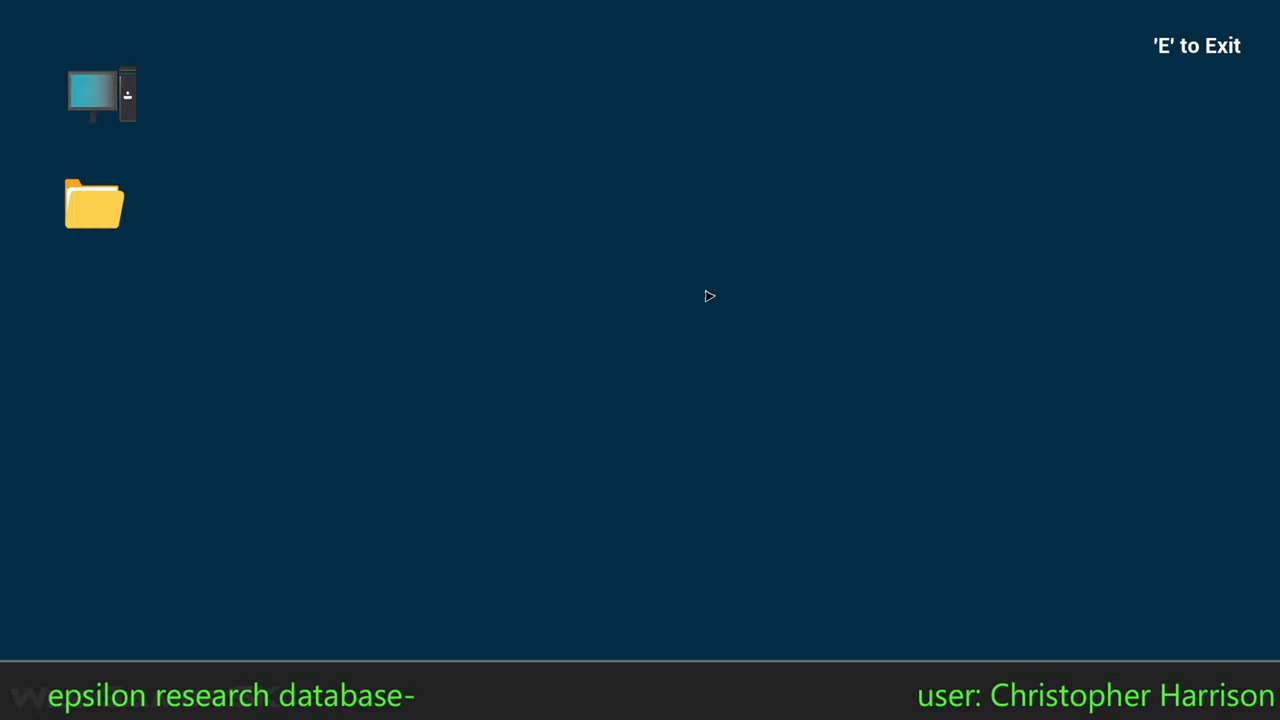 'E' to Exit
epsilon research database-
user: Christopher Harrison